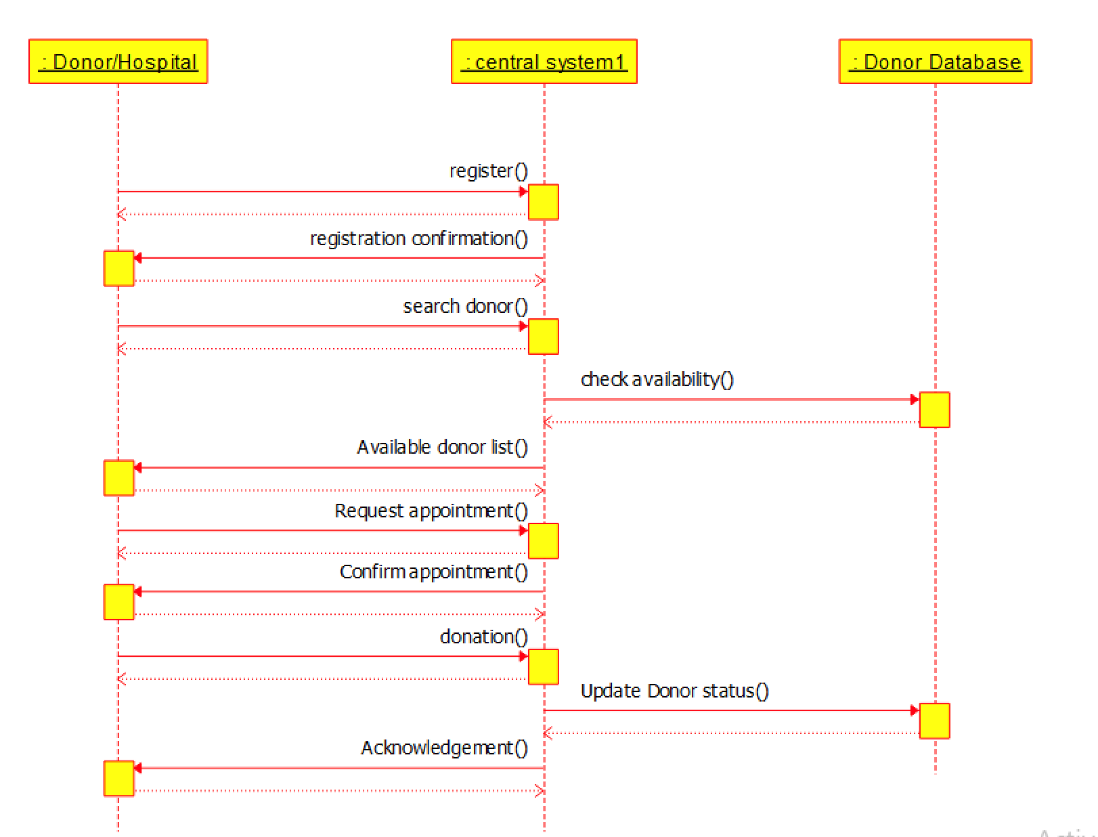 : Donor/Hospital
: central system1
: Donor Database
register()
registration confirmation()
search donor()
check availability()
Available donor list()
Request appointment()
Confirm appointment()
donation()
Update Donor status()
Acknowledgement()